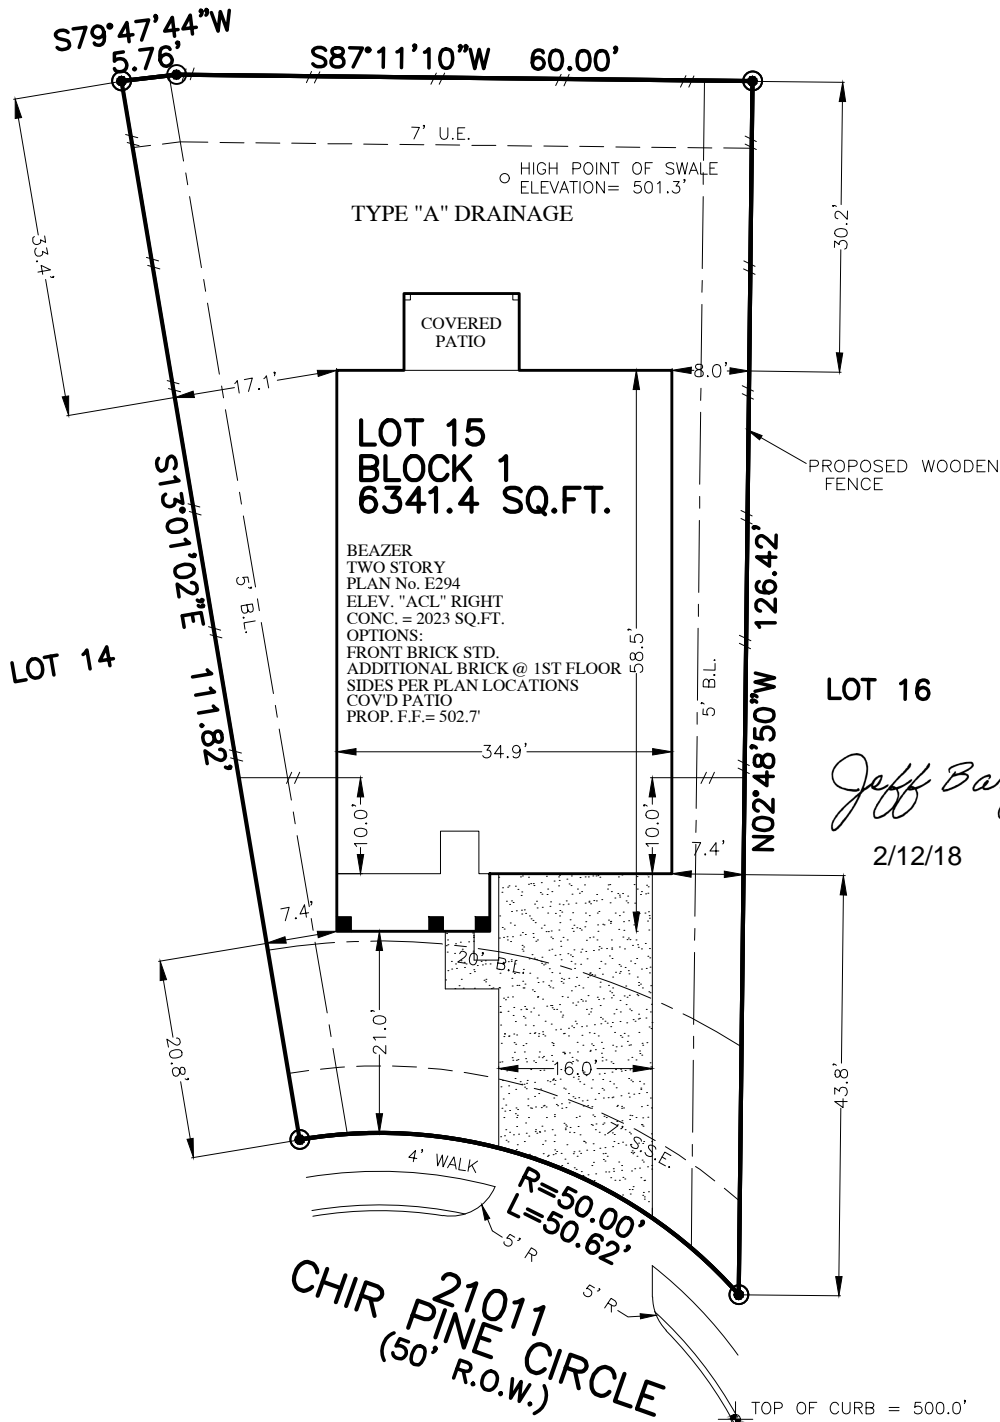 S79°47'44"W
5.76'
S87°11'10"W 60.00'
7' U.E.
HIGH POINT OF SWALE
ELEVATION= 501.3'
TYPE "A" DRAINAGE
33.4'
30.2'
COVERED
PATIO
17.1'
8.0'
LOT 15
BLOCK 1
6341.4 SQ.FT.
PROPOSED WOODEN
FENCE
BEAZER
TWO STORY
PLAN No. E294
ELEV. "ACL" RIGHT
CONC. = 2023 SQ.FT.
OPTIONS:
FRONT BRICK STD.
ADDITIONAL BRICK @ 1ST FLOOR
SIDES PER PLAN LOCATIONS
COV'D PATIO
PROP. F.F.= 502.7'
S13°01'02"E 111.82'
5' B.L.
58.5'
5' B.L.
N02°48'50"W 126.42'
LOT 14
LOT 16
34.9'
Jeff
2/12/18
10.0'
10.0'
7.4'
7.4'
20' B.L.
20.8'
21.0'
16.0'
43.8'
7' S.S.E.
4' WALK
R=50.00'
L=50.62'
5' R
5' R
21011
CHIR PINE CIRCLE
(50' R.O.W.)
TOP OF CURB = 500.0'